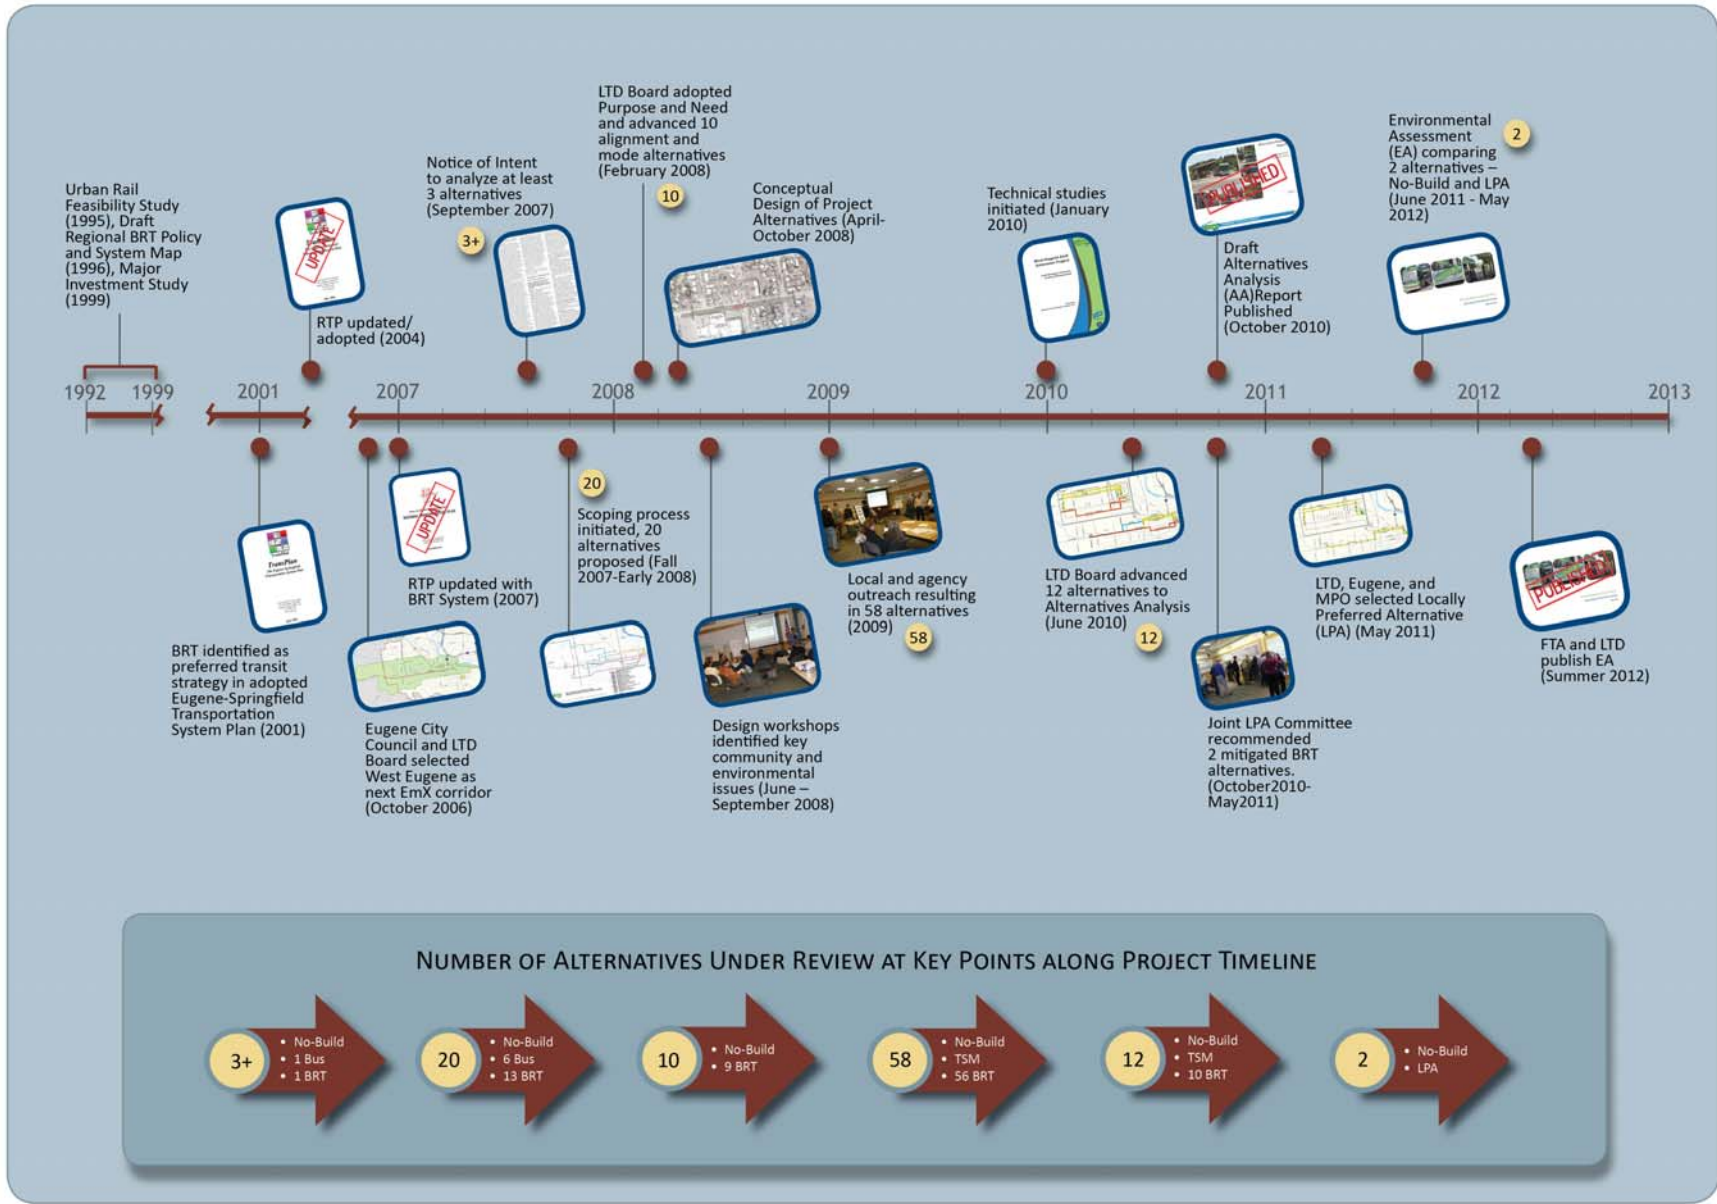 Urban Rail
Feasibility Study
(1995), Draft
Regional BRT Policy
and System Map
(1996), Major
Investment Study
(1999)
UPDATE
RTP updated/
adopted (2004)
Notice of Intent
to analyze at least
3 alternatives
(September 2007)
3+
LTD Board adopted
Purpose and Need
and advanced 10
alignment and
mode alternatives
(February 2008)
10
Conceptual
Design of Project
Alternatives (April-
October 2008)
Technical studies
initiated (January
2010)
PUBLISHED
Draft
Alternatives
Analysis
(AA)Report
Published
(October 2010)
Environmental
Assessment
(EA) comparing
2 alternatives –
No-Build and LPA
(June 2011 - May
2012)
2
1992
1999
2001
2007
2008
2009
2010
2011
2012
2013
TransPlan
BRT identified as
preferred transit
strategy in adopted
Eugene-Springfield
Transportation
System Plan (2001)
Eugene City
Council and LTD
Board selected
West Eugene as
next EmX corridor
(October 2006)
UPDATE
RTP updated with
BRT System (2007)
20
Scoping process
initiated, 20
alternatives
proposed (Fall
2007-Early 2008)
Design workshops
identified key
community and
environmental
issues (June –
September 2008)
Local and agency
outreach resulting
in 58 alternatives
(2009)
58
LTD Board advanced
12 alternatives to
Alternatives Analysis
(June 2010)
12
Joint LPA Committee
recommended
2 mitigated BRT
alternatives.
(October2010-
May2011)
LTD, Eugene, and
MPO selected Locally
Preferred Alternative
(LPA) (May 2011)
PUBLISHED
FTA and LTD
publish EA
(Summer 2012)
NUMBER OF ALTERNATIVES UNDER REVIEW AT KEY POINTS ALONG PROJECT TIMELINE
3+
• No-Build
• 1 Bus
• 1 BRT
20
• No-Build
• 6 Bus
• 13 BRT
10
• No-Build
• 9 BRT
58
• No-Build
• TSM
• 56 BRT
12
• No-Build
• TSM
• 10 BRT
2
• No-Build
• LPA